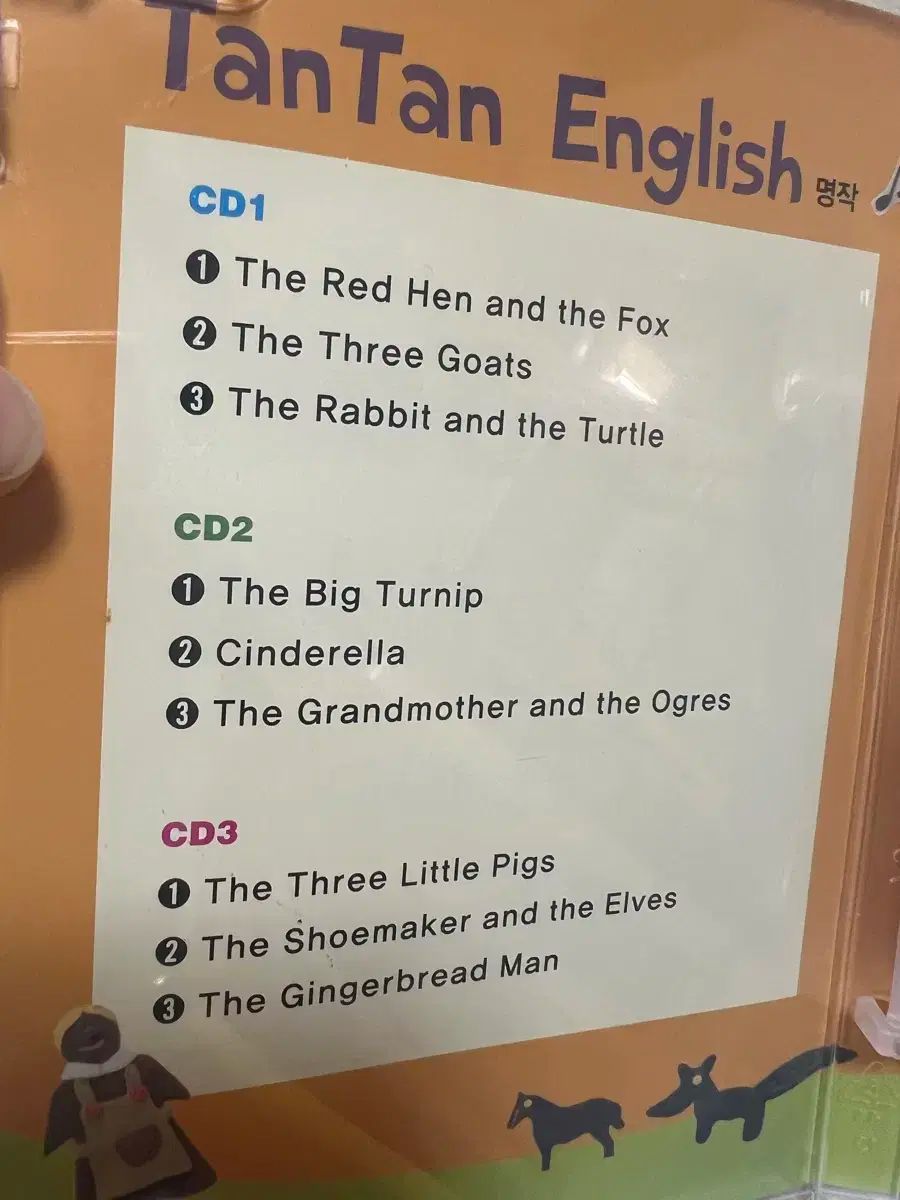 TanTan English 명작
CD1
❶ The Red Hen and the Fox
❷ The Three Goats
❸ The Rabbit and the Turtle
CD2
❶ The Big Turnip
❷ Cinderella
❸ The Grandmother and the Ogres
CD3
❶ The Three Little Pigs
❷ The Shoemaker and the Elves
❸ The Gingerbread Man